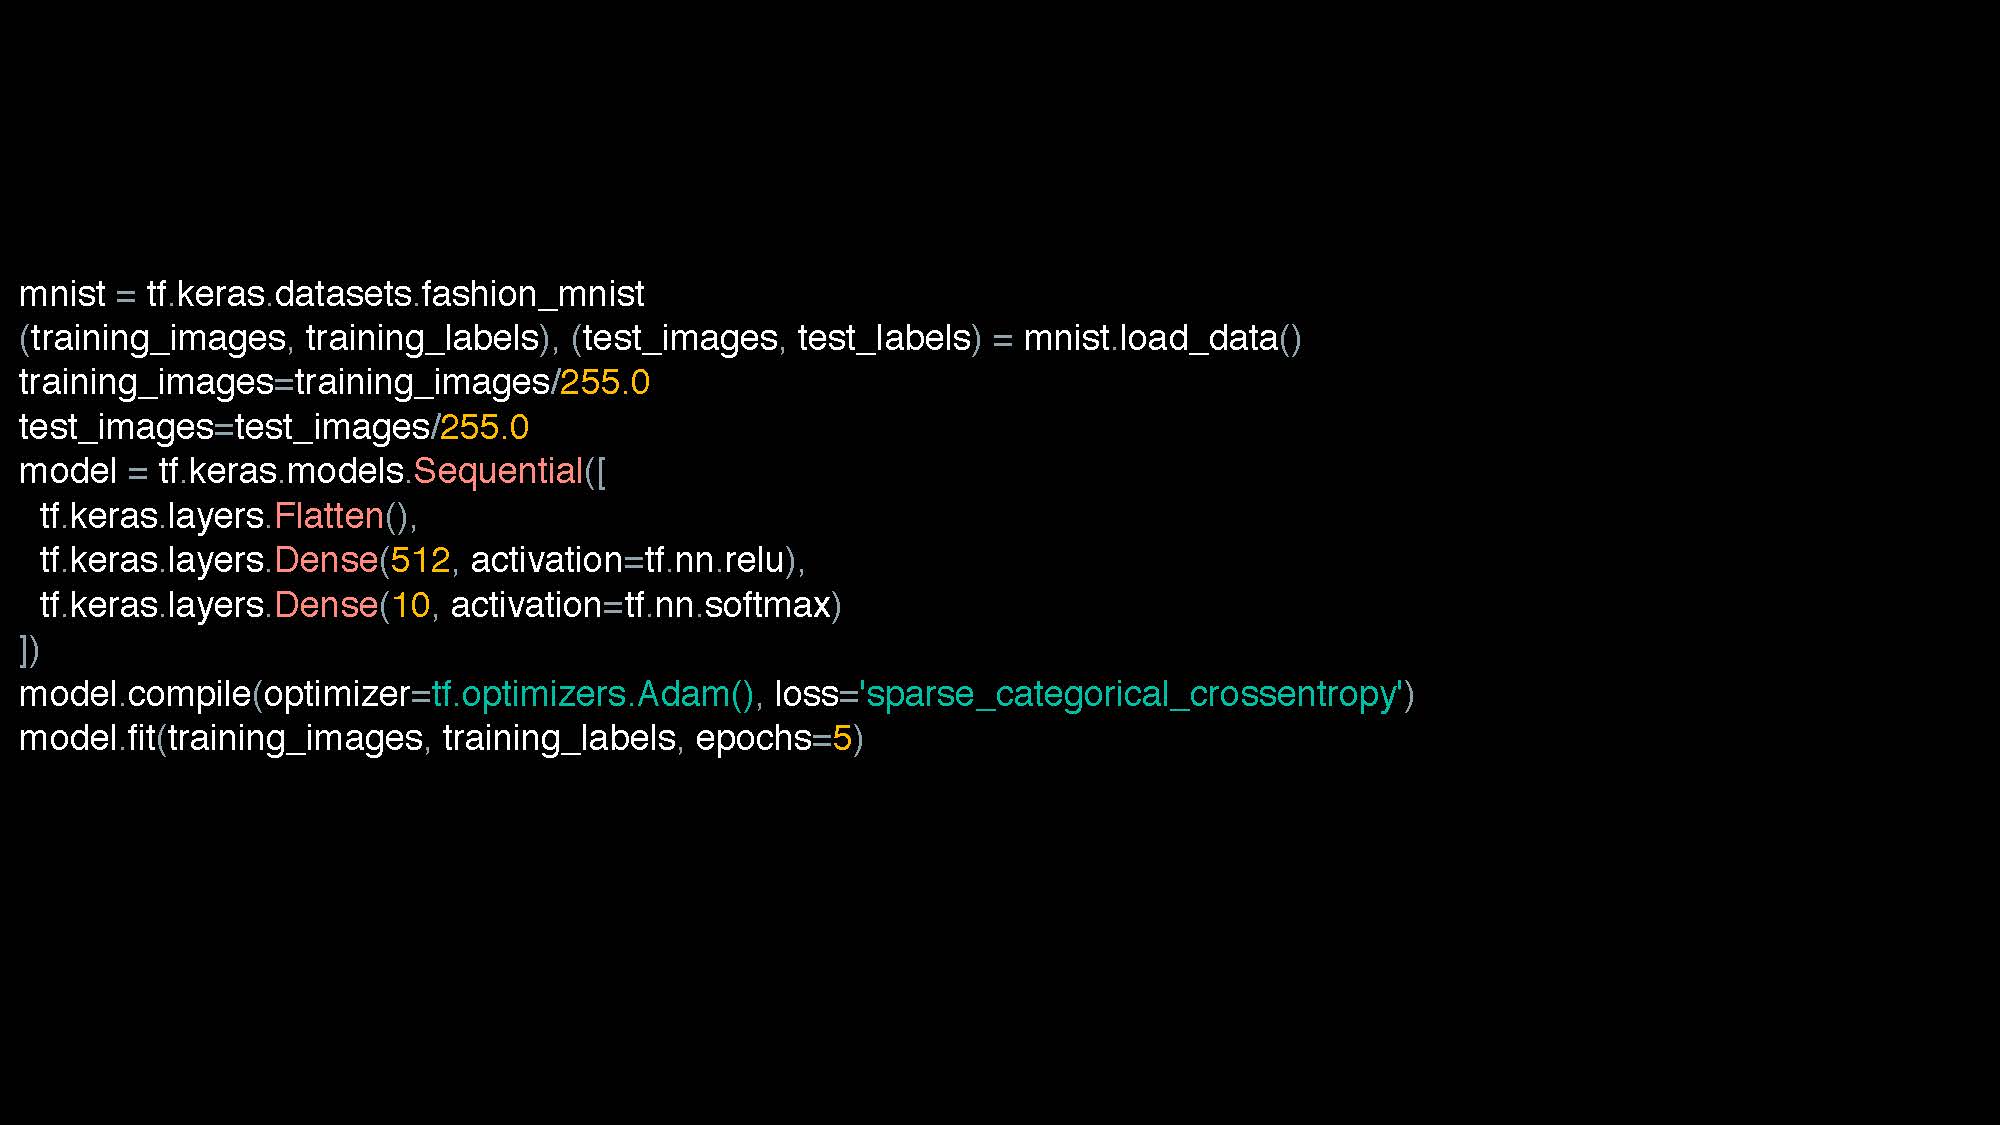 mnist = tf.keras.datasets.fashion_mnist
(training_images, training_labels), (test_images, test_labels) = mnist.load_data()
training_images=training_images/255.0
test_images=test_images/255.0
model = tf.keras.models.Sequential([
  tf.keras.layers.Flatten(),
  tf.keras.layers.Dense(512, activation=tf.nn.relu),
  tf.keras.layers.Dense(10, activation=tf.nn.softmax)
])
model.compile(optimizer=tf.optimizers.Adam(), loss='sparse_categorical_crossentropy')
model.fit(training_images, training_labels, epochs=5)